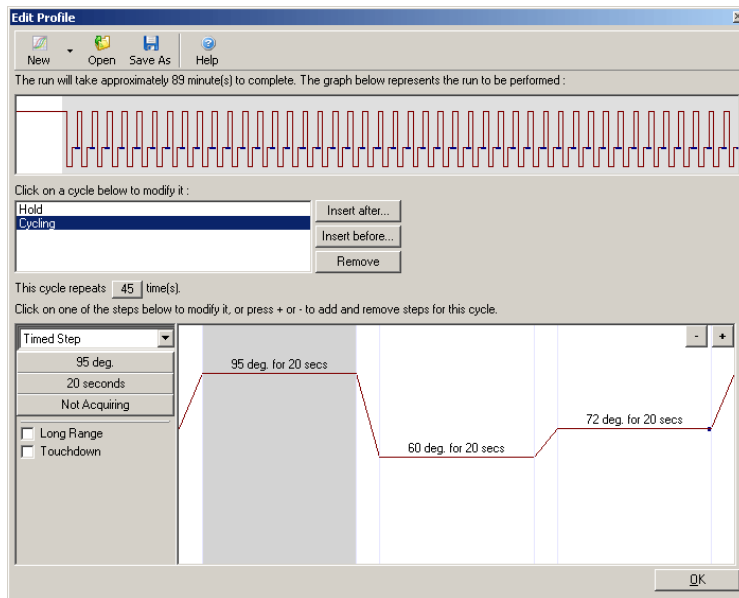 Edit Profile
New Open Save As Help
The run will take approximately 89 minute(s) to complete. The graph below represents the run to be performed :
Click on a cycle below to modify it :
Hold
Cycling
Insert after...
Insert before...
Remove
This cycle repeats 45 time(s).
Click on one of the steps below to modify it, or press + or - to add and remove steps for this cycle.
Timed Step
95 deg.
20 seconds
Not Acquiring
Long Range
Touchdown
- +
95 deg. for 20 secs
72 deg. for 20 secs
60 deg. for 20 secs
OK